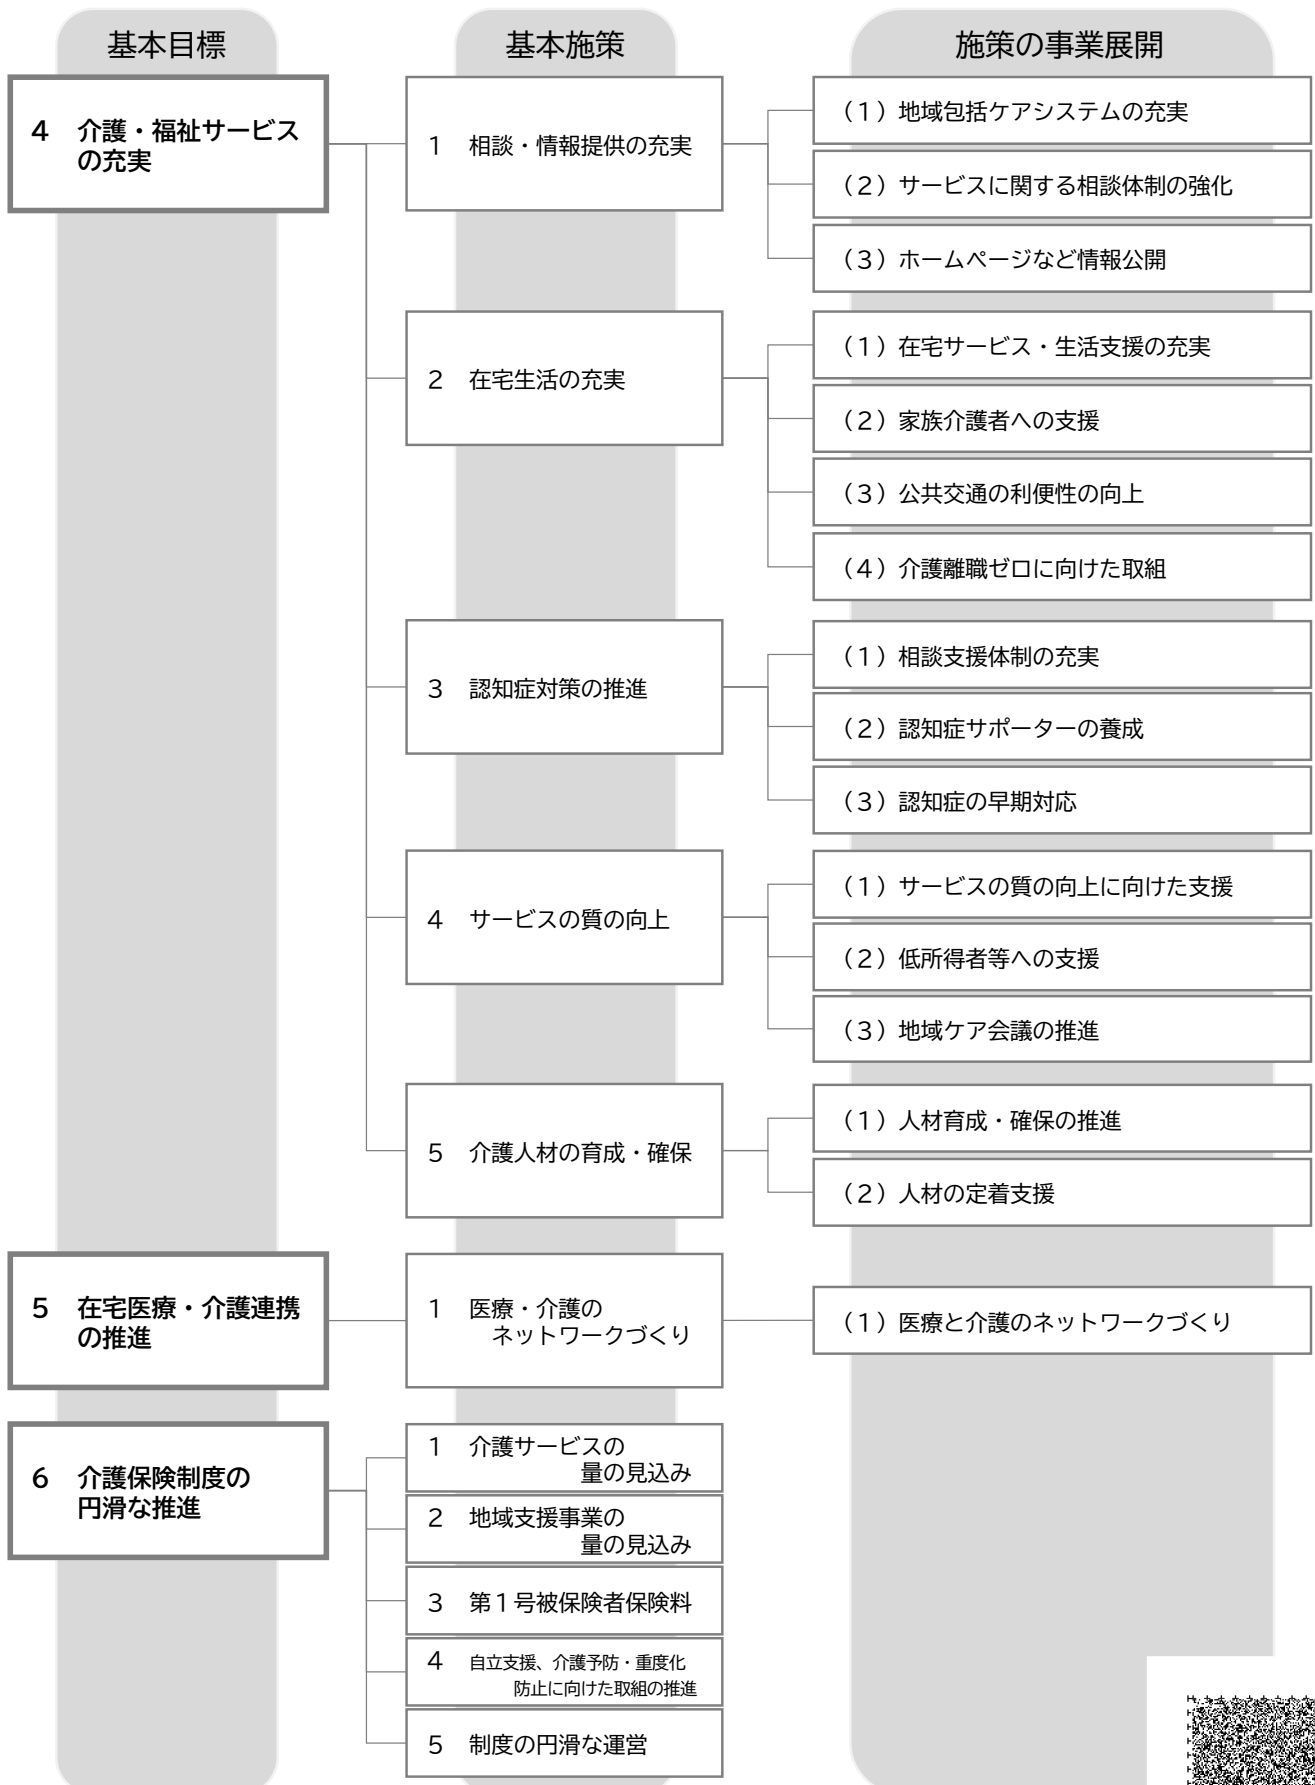 基本目標
基本施策
施策の事業展開
4 介護・福祉サービス
の充実
1 相談・情報提供の充実
（1）地域包括ケアシステムの充実
（2）サービスに関する相談体制の強化
（3）ホームページなど情報公開
2 在宅生活の充実
（1）在宅サービス・生活支援の充実
（2）家族介護者への支援
（3）公共交通の利便性の向上
（4）介護離職ゼロに向けた取組
3 認知症対策の推進
（1）相談支援体制の充実
（2）認知症サポーターの養成
（3）認知症の早期対応
4 サービスの質の向上
（1）サービスの質の向上に向けた支援
（2）低所得者等への支援
（3）地域ケア会議の推進
5 介護人材の育成・確保
（1）人材育成・確保の推進
（2）人材の定着支援
5 在宅医療・介護連携
の推進
1 医療・介護の
ネットワークづくり
（1）医療と介護のネットワークづくり
6 介護保険制度の
円滑な推進
1 介護サービスの
量の見込み
2 地域支援事業の
量の見込み
3 第1号被保険者保険料
4 自立支援、介護予防・重度化
防止に向けた取組の推進
5 制度の円滑な運営